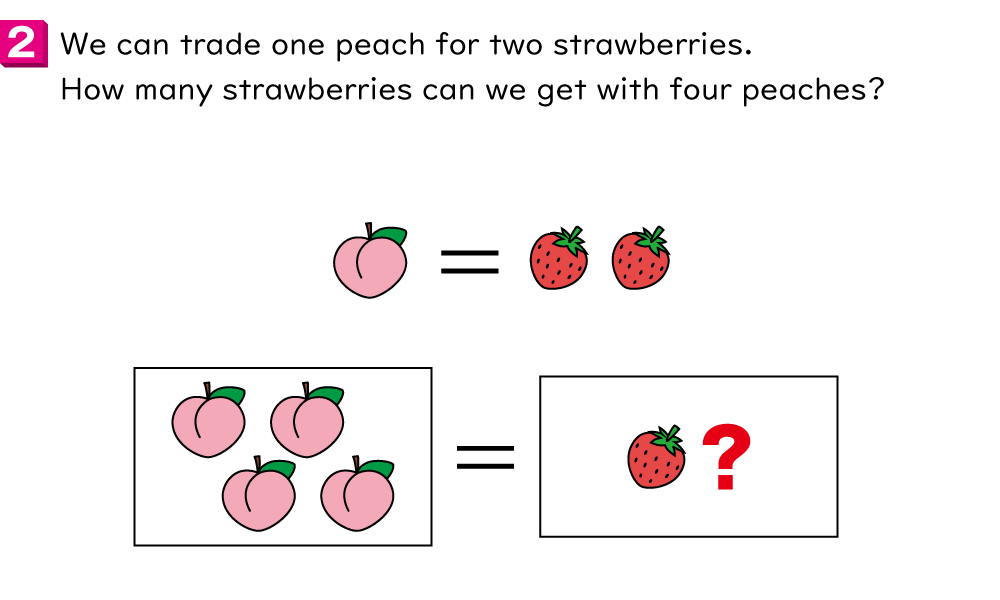 2 We can trade one peach for two strawberries.
How many strawberries can we get with four peaches?
=
= ?